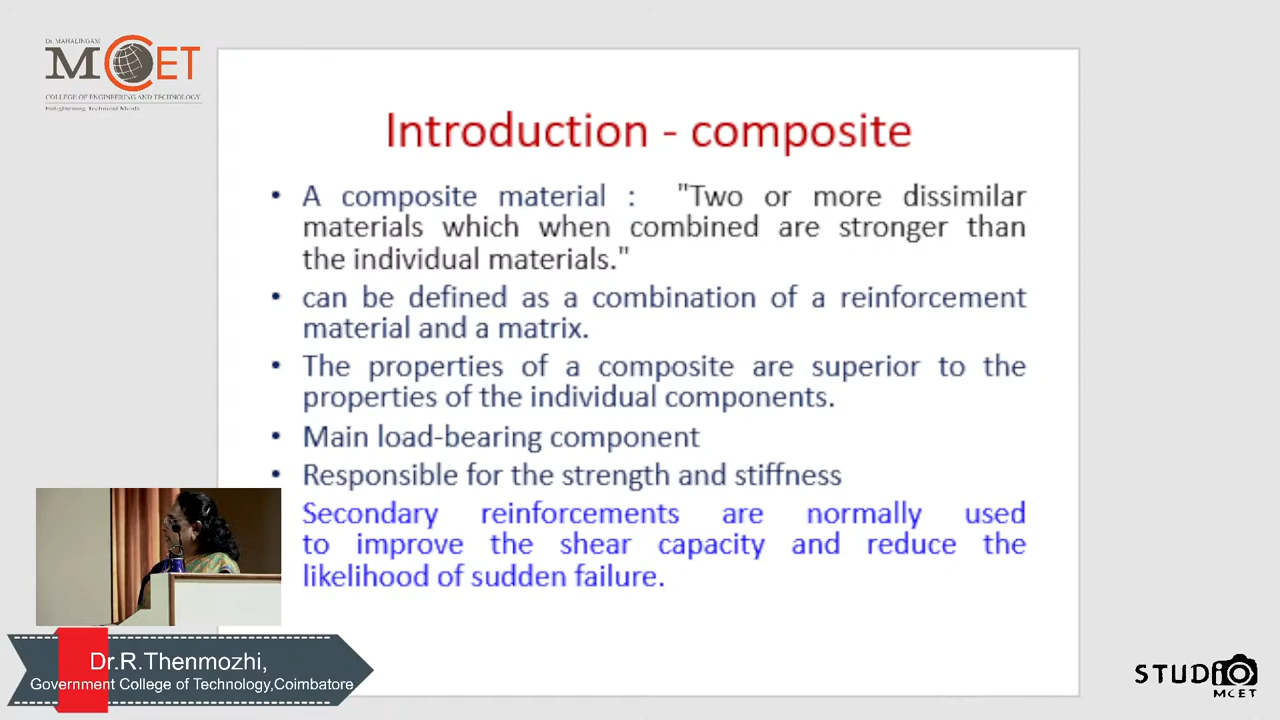 Dr. MAHALINGAM
MCET
COLLEGE OF ENGINEERING AND TECHNOLOGY
Enlightening Technical Minds
Introduction - composite
• A composite material : "Two or more dissimilar
materials which when combined are stronger than
the individual materials."
• can be defined as a combination of a reinforcement
material and a matrix.
• The properties of a composite are superior to the
properties of the individual components.
• Main load-bearing component
• Responsible for the strength and stiffness
Secondary reinforcements are normally used
to improve the shear capacity and reduce the
likelihood of sudden failure.
Dr.R.Thenmozhi,
Government College of Technology,Coimbatore
STUDIO
MCET